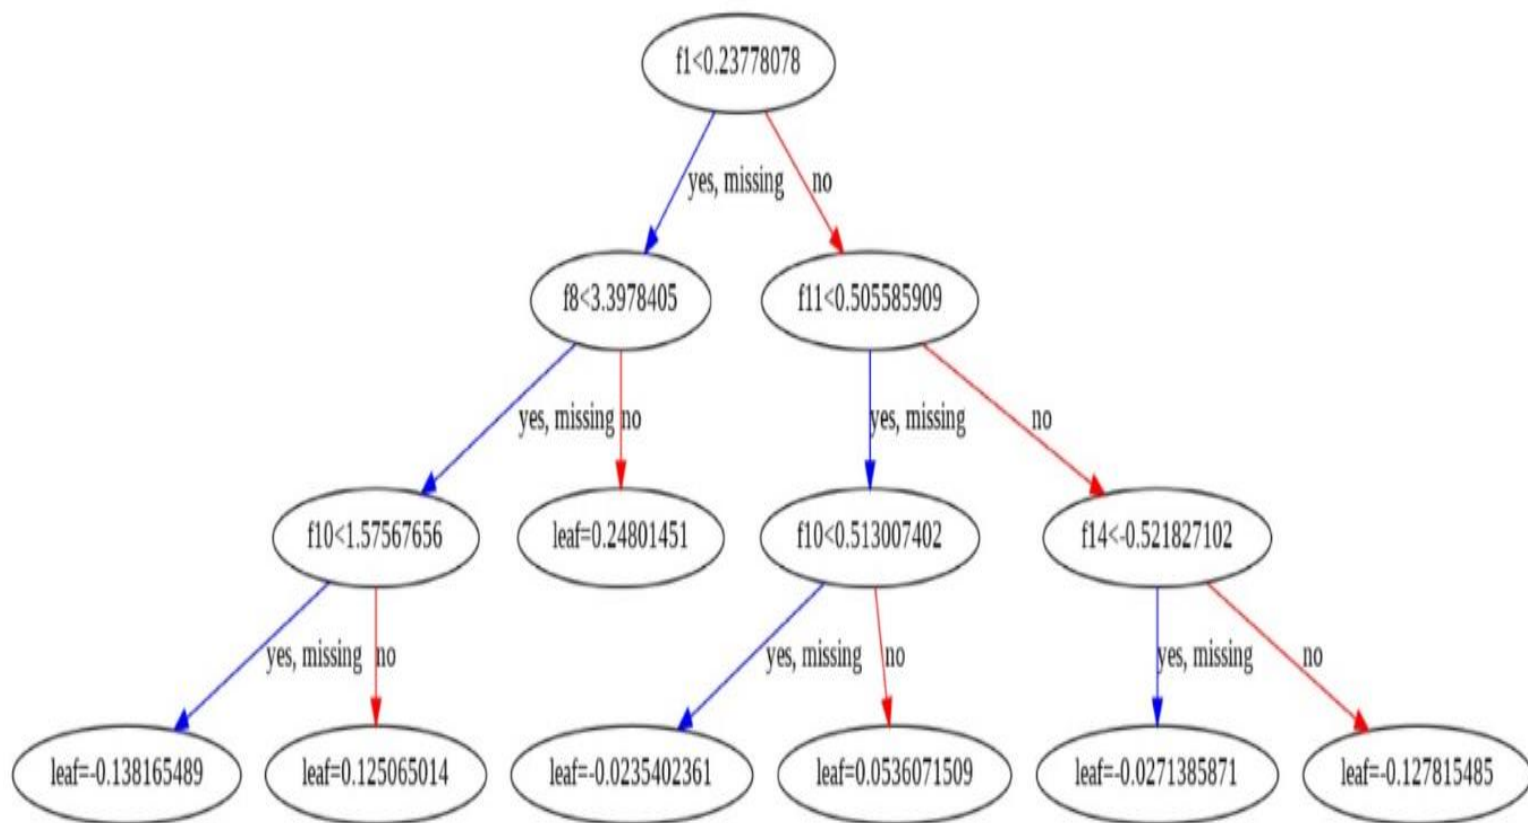 f1<0.23778078
yes, missing
no
f8<3.3978405
f11<0.505585909
yes, missing
no
yes, missing
no
f10<1.57567656
leaf=0.24801451
f10<0.513007402
f14<-0.521827102
yes, missing
no
yes, missing
no
yes, missing
no
leaf=-0.138165489
leaf=0.125065014
leaf=-0.0235402361
leaf=0.0536071509
leaf=-0.0271385871
leaf=-0.127815485